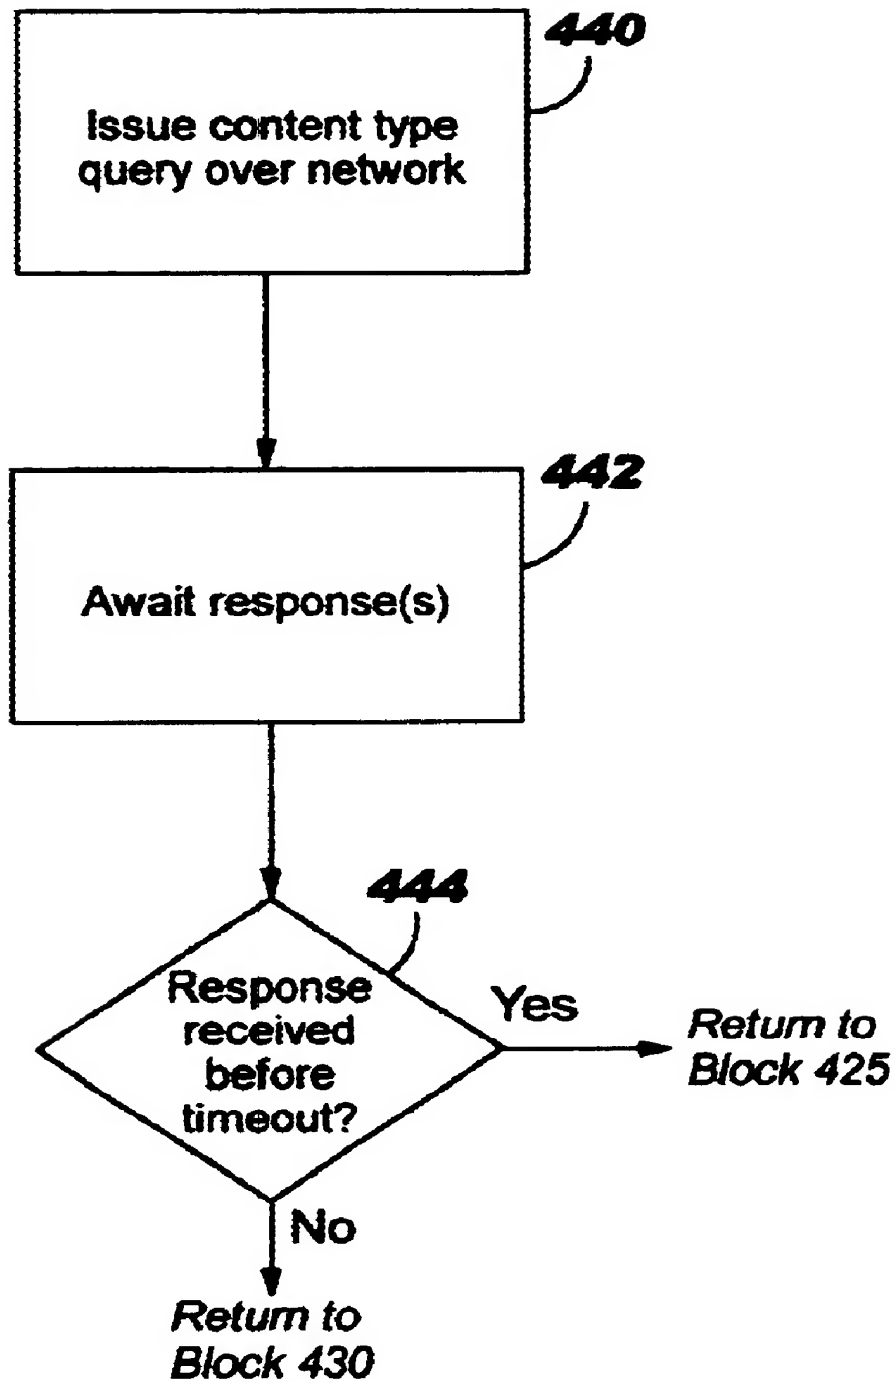 440
Issue content type
query over network
442
Await response(s)
444
Response
received
before
timeout?
Yes
Return to
Block 425
No
Return to
Block 430